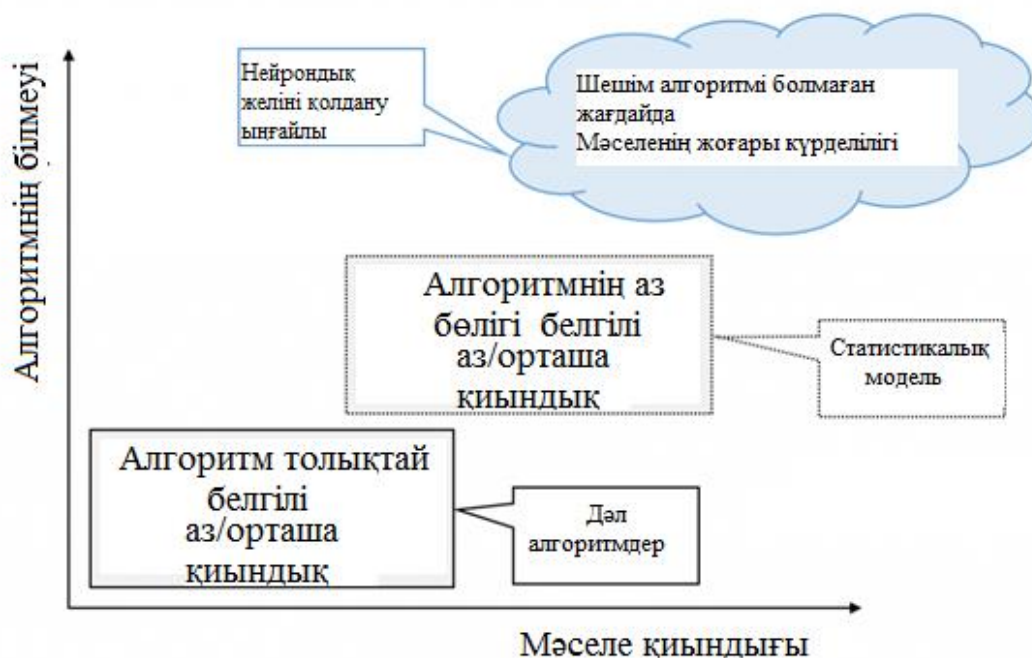 Алгоритмнің білмеуі
Нейрондық
желіні қолдану
ыңғайлы
Шешім алгоритмі болмаған
жағдайда
Мәселенің жоғары күрделілігі
Алгоритмнің аз
бөлігі белгілі
аз/орташа
қиындық
Статистикалық
модель
Алгоритм толықтай
белгілі
аз/орташа
қиындық
Дәл
алгоритмдер
Мәселе қиындығы